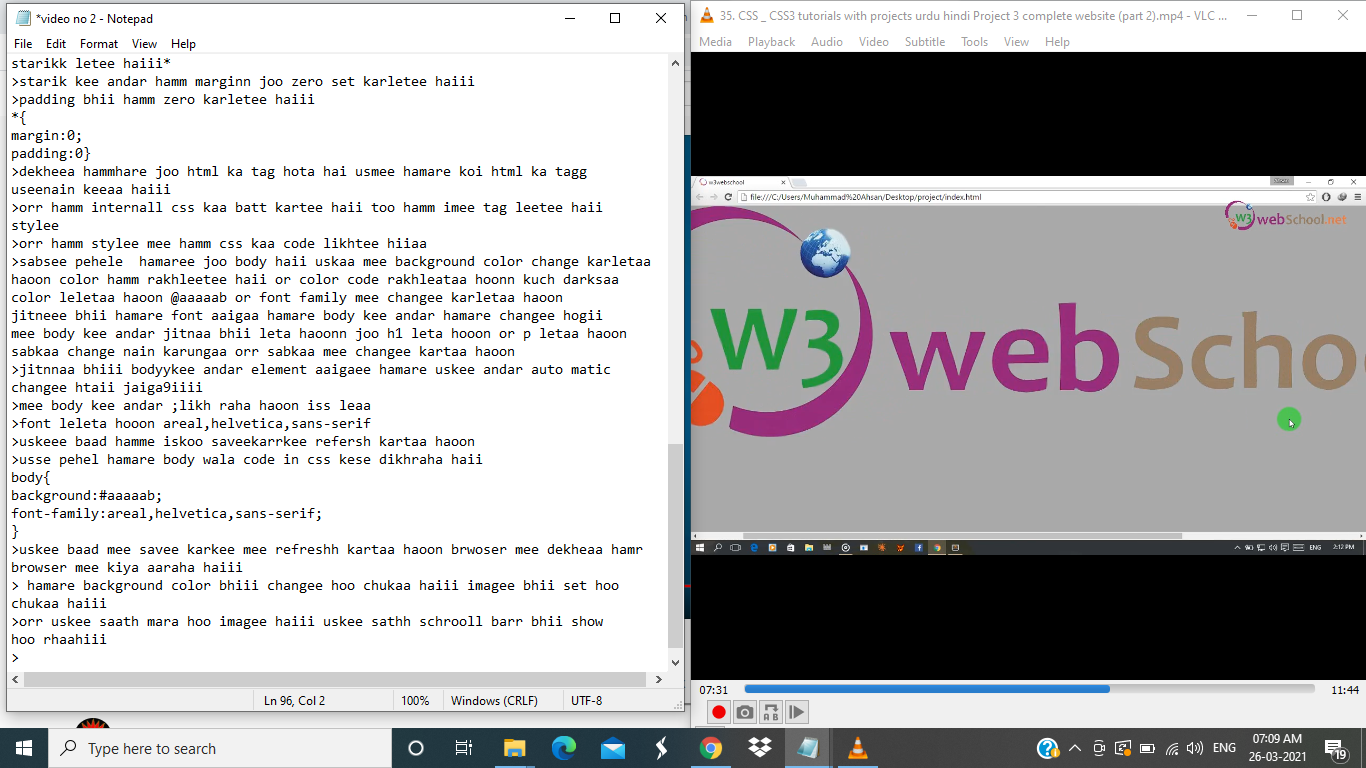 *video no 2 - Notepad
File Edit Format View Help
starikk letee haiii*
>starik kee andar hamm marginn joo zero set karletee haiii
>padding bhii hamm zero karletee haiii
*{
margin:0;
padding:0}
>dekheea hammhare joo html ka tag hota hai usmee hamare koi html ka tagg
useenain keeaa haiii
>orr hamm internall css kaa batt kartee haii too hamm imee tag leetee haii
stylee
>orr hamm stylee mee hamm css kaa code likhtee hiiaa
>sabsee pehele  hamaree joo body haii uskaa mee background color change karletaa
haoon color hamm rakhleetee haii or color code rakhleataa hoonn kuch darksaa
color leletaa haoon @aaaaab or font family mee changee karletaa haoon
jitneee bhii hamare font aaigaa hamare body kee andar hamare changee hogii
mee body kee andar jitnaa bhii leta haoonn joo h1 leta hooon or p letaa haoon
sabkaa change nain karungaa orr sabkaa mee changee kartaa haoon
>jitnnaa bhiii bodyykee andar element aaigaee hamare uskee andar auto matic
changee htaii jaiga9iiii
>mee body kee andar ;likh raha haoon iss leaa
>font leleta hooon areal,helvetica,sans-serif
>uskeee baad hamme iskoo saveekarrkee refersh kartaa haoon
>usse pehel hamare body wala code in css kese dikhraha haii
body{
background:#aaaaab;
font-family:areal,helvetica,sans-serif;
}
>uskee baad mee savee karkee mee refreshh kartaa haoon brwoser mee dekheaa hamr
browser mee kiya aaraha haiii
> hamare background color bhiii changee hoo chukaa haiii imagee bhii set hoo
chukaa haiii
>orr uskee saath mara hoo imagee haiii uskee sathh schrooll barr bhii show
hoo rhaahiii
>
Ln 96, Col 2 100% Windows (CRLF) UTF-8
35. CSS _ CSS3 tutorials with projects urdu hindi Project 3 complete website (part 2).mp4 - VLC ...
Media Playback Audio Video Subtitle Tools View Help
w3webschool
file:///C:/Users/Muhammad%20Ahsan/Desktop/project/index.html
W3 webSchool.net
W3 webSchoo
ENG 2:12 PM
07:31 11:44
Type here to search
ENG 07:09 AM
26-03-2021
19